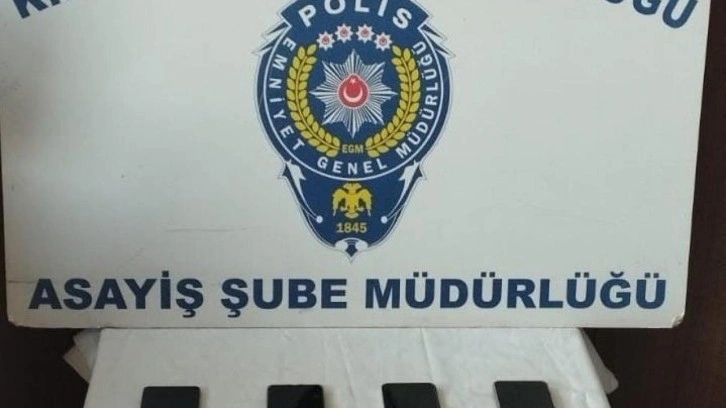 POLİS
EMNİYET GENEL MÜDÜRLÜĞÜ
EGM
1845
ASAYİŞ ŞUBE MÜDÜRLÜĞÜ